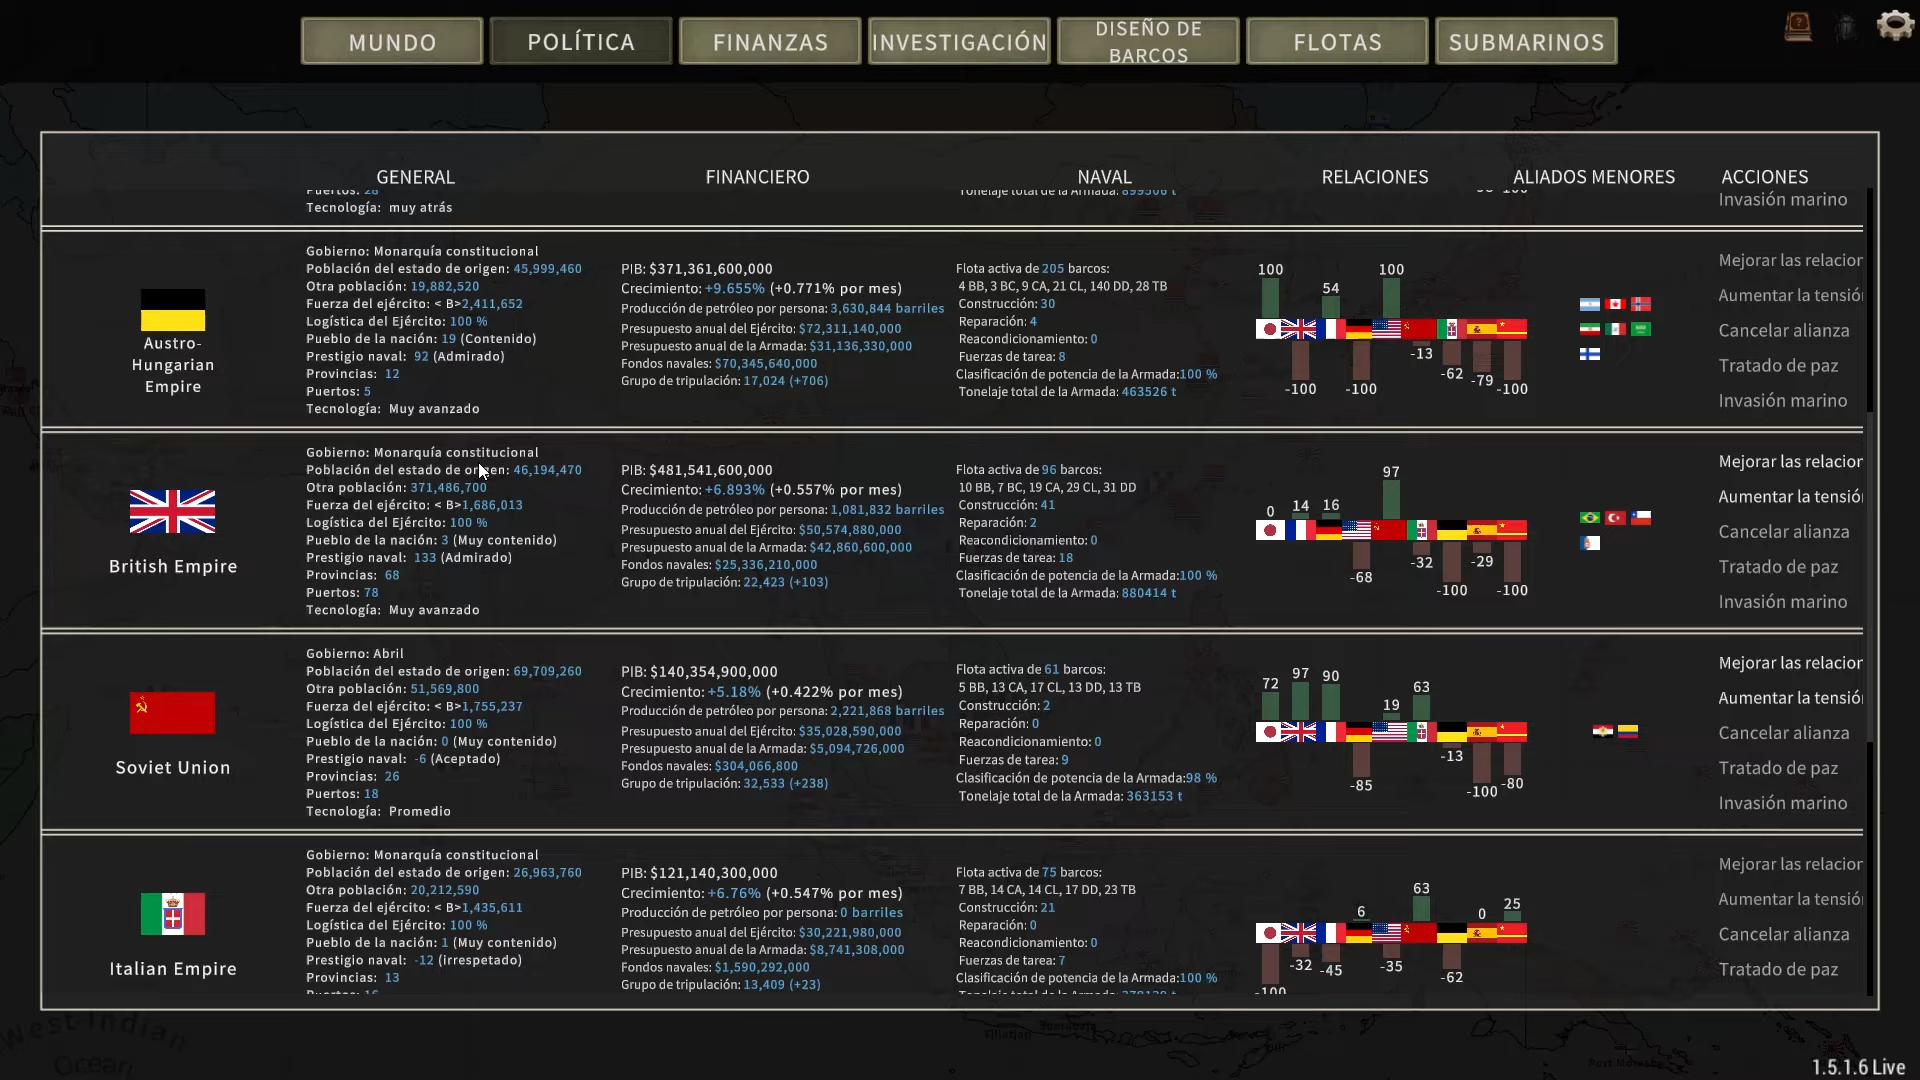 MUNDO
POLÍTICA
FINANZAS
INVESTIGACIÓN
DISEÑO DE
BARCOS
FLOTAS
SUBMARINOS
GENERAL
FINANCIERO
NAVAL
RELACIONES
ALIADOS MENORES
ACCIONES
Puertos: 28
Tecnología: muy atrás
Tonelaje total de la Armada: 899506 t
Invasión marino
Austro-
Hungarian
Empire
Gobierno: Monarquía constitucional
Población del estado de origen: 45,999,460
Otra población: 19,882,520
Fuerza del ejército: < B>2,411,652
Logística del Ejército: 100 %
Pueblo de la nación: 19 (Contenido)
Prestigio naval: 92 (Admirado)
Provincias: 12
Puertos: 5
Tecnología: Muy avanzado
PIB: $371,361,600,000
Crecimiento: +9.655% (+0.771% por mes)
Producción de petróleo por persona: 3,630,844 barriles
Presupuesto anual del Ejército: $72,311,140,000
Presupuesto anual de la Armada: $31,136,330,000
Fondos navales: $70,345,640,000
Grupo de tripulación: 17,024 (+706)
Flota activa de 205 barcos:
4 BB, 3 BC, 9 CA, 21 CL, 140 DD, 28 TB
Construcción: 30
Reparación: 4
Reacondicionamiento: 0
Fuerzas de tarea: 8
Clasificación de potencia de la Armada:100 %
Tonelaje total de la Armada: 463526 t
100
54
100
-100
-100
-13
-62
-79
-100
Mejorar las relacion
Aumentar la tensió
Cancelar alianza
Tratado de paz
Invasión marino
British Empire
Gobierno: Monarquía constitucional
Población del estado de origen: 46,194,470
Otra población: 371,486,700
Fuerza del ejército: < B>1,686,013
Logística del Ejército: 100 %
Pueblo de la nación: 3 (Muy contenido)
Prestigio naval: 133 (Admirado)
Provincias: 68
Puertos: 78
Tecnología: Muy avanzado
PIB: $481,541,600,000
Crecimiento: +6.893% (+0.557% por mes)
Producción de petróleo por persona: 1,081,832 barriles
Presupuesto anual del Ejército: $50,574,880,000
Presupuesto anual de la Armada: $42,860,600,000
Fondos navales: $25,336,210,000
Grupo de tripulación: 22,423 (+103)
Flota activa de 96 barcos:
10 BB, 7 BC, 19 CA, 29 CL, 31 DD
Construcción: 41
Reparación: 2
Reacondicionamiento: 0
Fuerzas de tarea: 18
Clasificación de potencia de la Armada:100 %
Tonelaje total de la Armada: 880414 t
0
14
16
97
-68
-32
-100
-29
-100
Mejorar las relacion
Aumentar la tensió
Cancelar alianza
Tratado de paz
Invasión marino
Soviet Union
Gobierno: Abril
Población del estado de origen: 69,709,260
Otra población: 51,569,800
Fuerza del ejército: < B>1,755,237
Logística del Ejército: 100 %
Pueblo de la nación: 0 (Muy contenido)
Prestigio naval: -6 (Aceptado)
Provincias: 26
Puertos: 18
Tecnología: Promedio
PIB: $140,354,900,000
Crecimiento: +5.18% (+0.422% por mes)
Producción de petróleo por persona: 2,221,868 barriles
Presupuesto anual del Ejército: $35,028,590,000
Presupuesto anual de la Armada: $5,094,726,000
Fondos navales: $304,066,800
Grupo de tripulación: 32,533 (+238)
Flota activa de 61 barcos:
5 BB, 13 CA, 17 CL, 13 DD, 13 TB
Construcción: 2
Reparación: 0
Reacondicionamiento: 0
Fuerzas de tarea: 9
Clasificación de potencia de la Armada:98 %
Tonelaje total de la Armada: 363153 t
72
97
90
19
63
-85
-13
-100
-80
Mejorar las relacion
Aumentar la tensió
Cancelar alianza
Tratado de paz
Invasión marino
Italian Empire
Gobierno: Monarquía constitucional
Población del estado de origen: 26,963,760
Otra población: 20,212,590
Fuerza del ejército: < B>1,435,611
Logística del Ejército: 100 %
Pueblo de la nación: 1 (Muy contenido)
Prestigio naval: -12 (irrespetado)
Provincias: 13
PIB: $121,140,300,000
Crecimiento: +6.76% (+0.547% por mes)
Producción de petróleo por persona: 0 barriles
Presupuesto anual del Ejército: $30,221,980,000
Presupuesto anual de la Armada: $8,741,308,000
Fondos navales: $1,590,292,000
Grupo de tripulación: 13,409 (+23)
Flota activa de 75 barcos:
7 BB, 14 CA, 14 CL, 17 DD, 23 TB
Construcción: 21
Reparación: 0
Reacondicionamiento: 0
Fuerzas de tarea: 7
Clasificación de potencia de la Armada:100 %
6
63
0
25
-100
-32
-45
-35
-62
Mejorar las relacion
Aumentar la tensió
Cancelar alianza
Tratado de paz
West-Indian
Ocean
1.5.1.6 Live